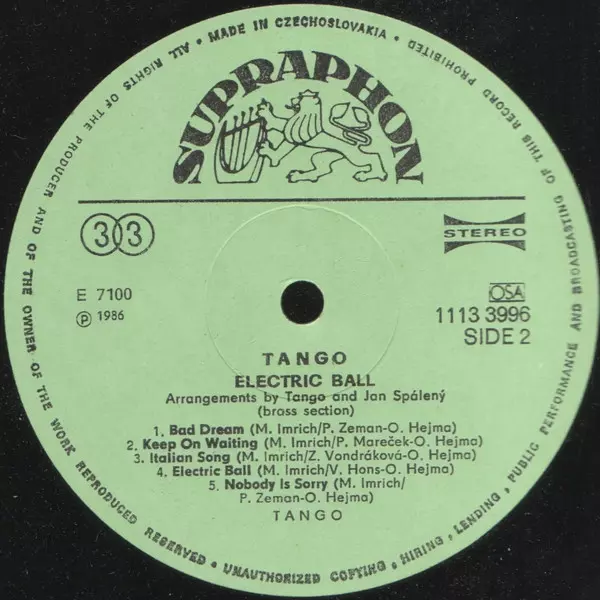 • MADE IN CZECHOSLOVAKIA •
ALL RIGHTS OF THE PRODUCER AND OF THE OWNER OF THE WORK REPRODUCED RESERVED • UNAUTHORIZED COPYING, HIRING, LENDING, PUBLIC PERFORMANCE AND BROADCASTING OF THIS RECORD PROHIBITED
SUPRAPHON
33
STEREO
E 7100
℗ 1986
OSA
1113 3996
SIDE 2
TANGO
ELECTRIC BALL
Arrangements by Tango and Jan Spálený
(brass section)
1. Bad Dream (M. Imrich/P. Zeman-O. Hejma)
2. Keep On Waiting (M. Imrich/P. Mareček-O. Hejma)
3. Italian Song (M. Imrich/Z. Vondráková-O. Hejma)
4. Electric Ball (M. Imrich/V. Hons-O. Hejma)
5. Nobody Is Sorry (M. Imrich/
P. Zeman-O. Hejma)
TANGO